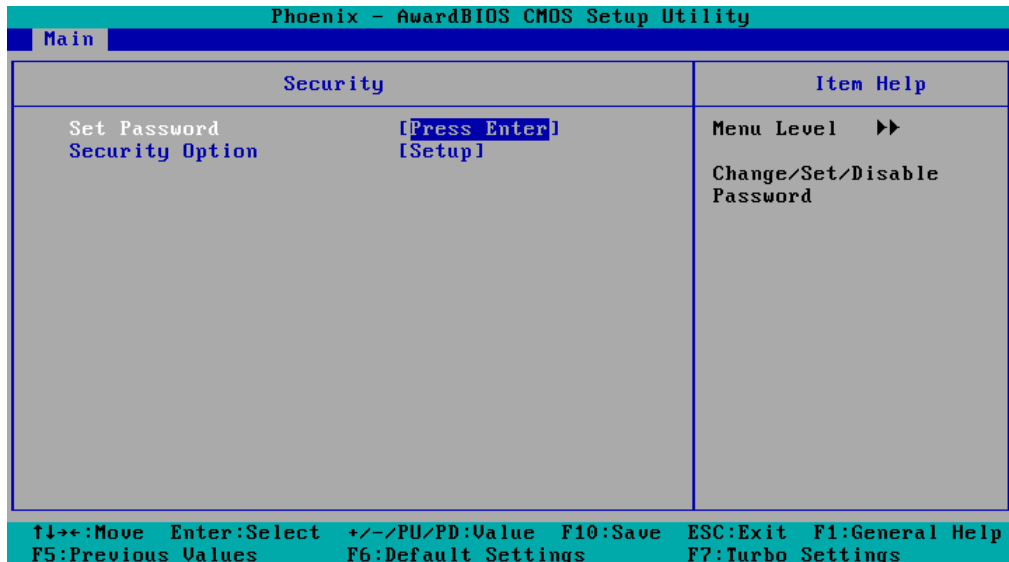 Phoenix - AwardBIOS CMOS Setup Utility
Main
Security
Item Help
Set Password [Press Enter]
Security Option [Setup]
Menu Level ▶▶
Change/Set/Disable
Password
↑↓→←:Move Enter:Select +/-/PU/PD:Value F10:Save ESC:Exit F1:General Help
F5:Previous Values F6:Default Settings F7:Turbo Settings